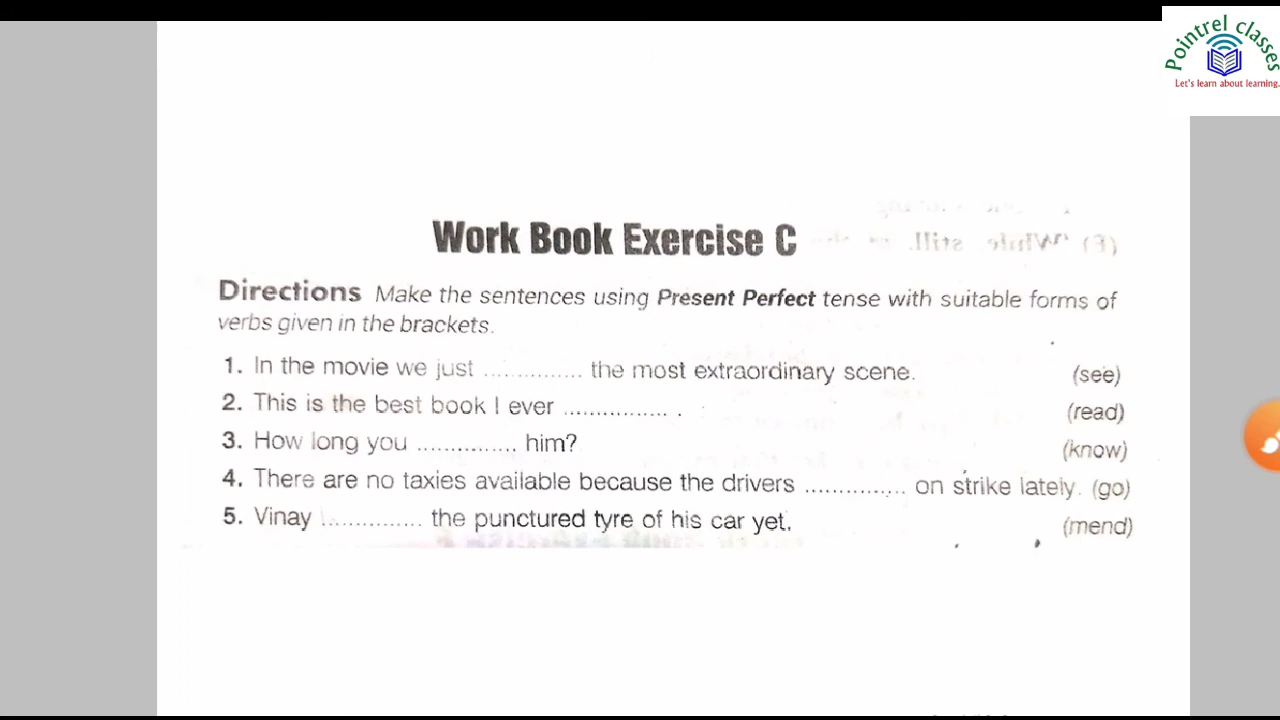 Pointrel classes
Let's learn about learning.
Work Book Exercise C
Directions Make the sentences using Present Perfect tense with suitable forms of
verbs given in the brackets.
1. In the movie we just .............. the most extraordinary scene. (see)
2. This is the best book I ever ................ . (read)
3. How long you .............. him? (know)
4. There are no taxies available because the drivers .............. on strike lately. (go)
5. Vinay .............. the punctured tyre of his car yet. (mend)